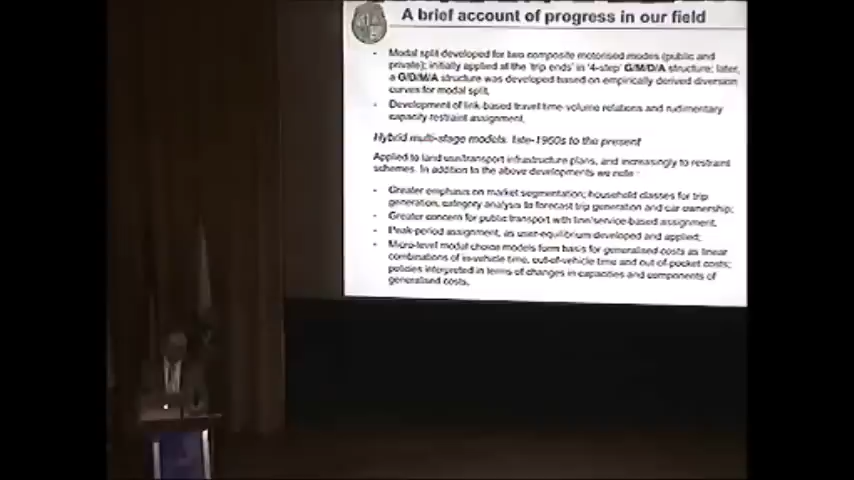 A brief account of progress in our field
- Modal split developed for two composite motorised modes (public and
private); initially applied at the 'trip ends' in '4-step' G/M/D/A structure; later,
a G/D/M/A structure was developed based on empirically derived diversion
curves for modal split.
- Development of link-based travel time-volume relations and rudimentary
capacity restraint assignment.
Hybrid multi-stage models: late-1960s to the present
Applied to land use/transport infrastructure plans, and increasingly to restraint
schemes. In addition to the above developments we note :
- Greater emphasis on market segmentation; household classes for trip
generation, category analysis to forecast trip generation and car ownership;
- Greater concern for public transport with line/service-based assignment.
- Peak-period assignment, as user-equilibrium developed and applied;
- Micro-level modal choice models form basis for generalised costs as linear
combinations of in-vehicle time, out-of-vehicle time and out of pocket costs;
policies interpreted in terms of changes in capacities and components of
generalised costs.